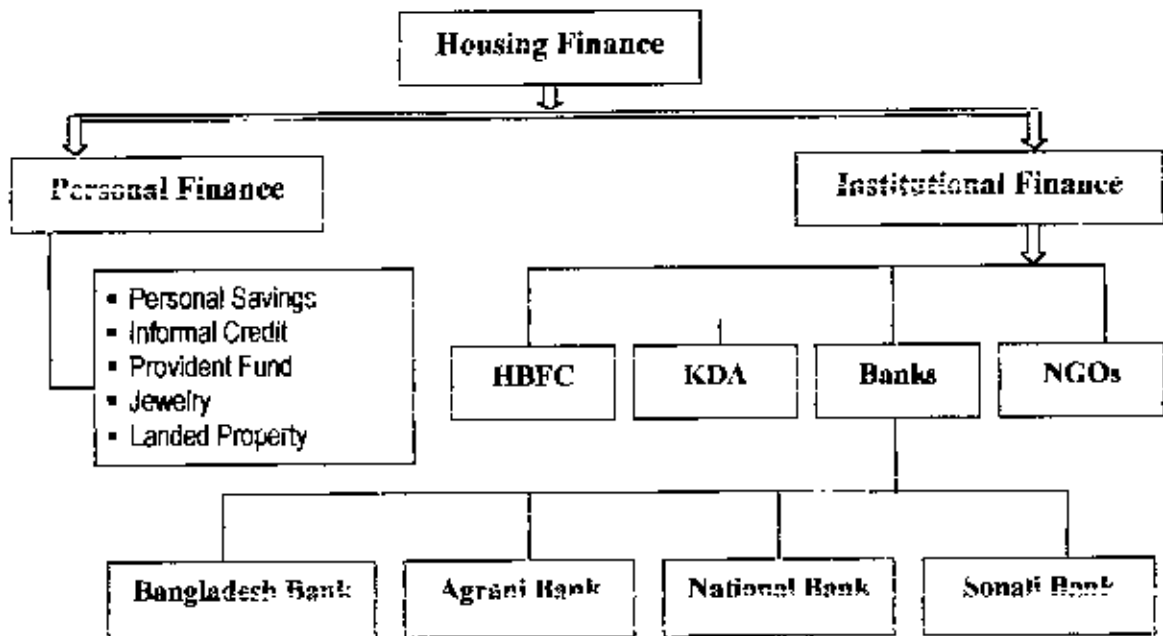 Housing Finance
Personal Finance
Institutional Finance
▪ Personal Savings
▪ Informal Credit
▪ Provident Fund
▪ Jewelry
▪ Landed Property
HBFC
KDA
Banks
NGOs
Bangladesh Bank
Agrani Bank
National Bank
Sonali Bank